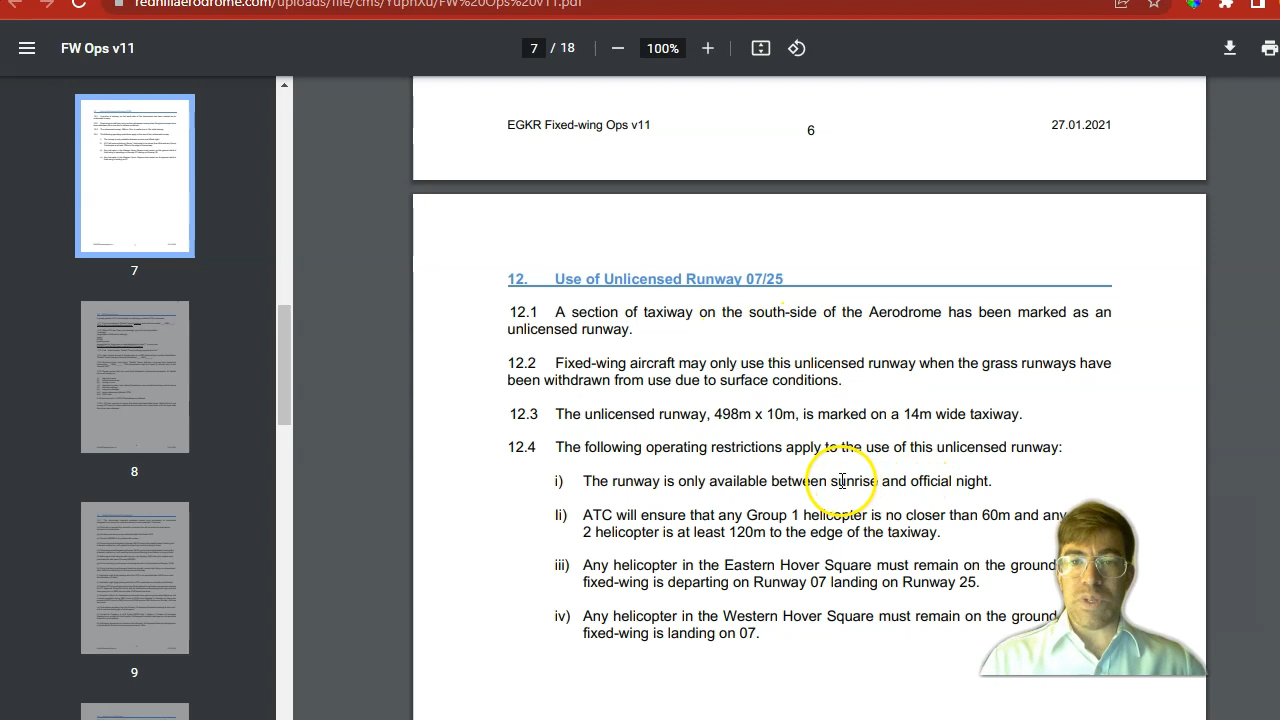 redhillaerodrome.com/uploads/file/cms/YuphXu/FW%20Ops%20v11.pdf
FW Ops v11
7 / 18
100%
7
8
9
EGKR Fixed-wing Ops v11
6
27.01.2021
12. Use of Unlicensed Runway 07/25
12.1 A section of taxiway on the south-side of the Aerodrome has been marked as an
unlicensed runway.
12.2 Fixed-wing aircraft may only use this unlicensed runway when the grass runways have
been withdrawn from use due to surface conditions.
12.3 The unlicensed runway, 498m x 10m, is marked on a 14m wide taxiway.
12.4 The following operating restrictions apply to the use of this unlicensed runway:
i) The runway is only available between sunrise and official night.
Ii) ATC will ensure that any Group 1 helicopter is no closer than 60m and any
2 helicopter is at least 120m to the edge of the taxiway.
iii) Any helicopter in the Eastern Hover Square must remain on the ground
fixed-wing is departing on Runway 07 landing on Runway 25.
iv) Any helicopter in the Western Hover Square must remain on the ground
fixed-wing is landing on 07.